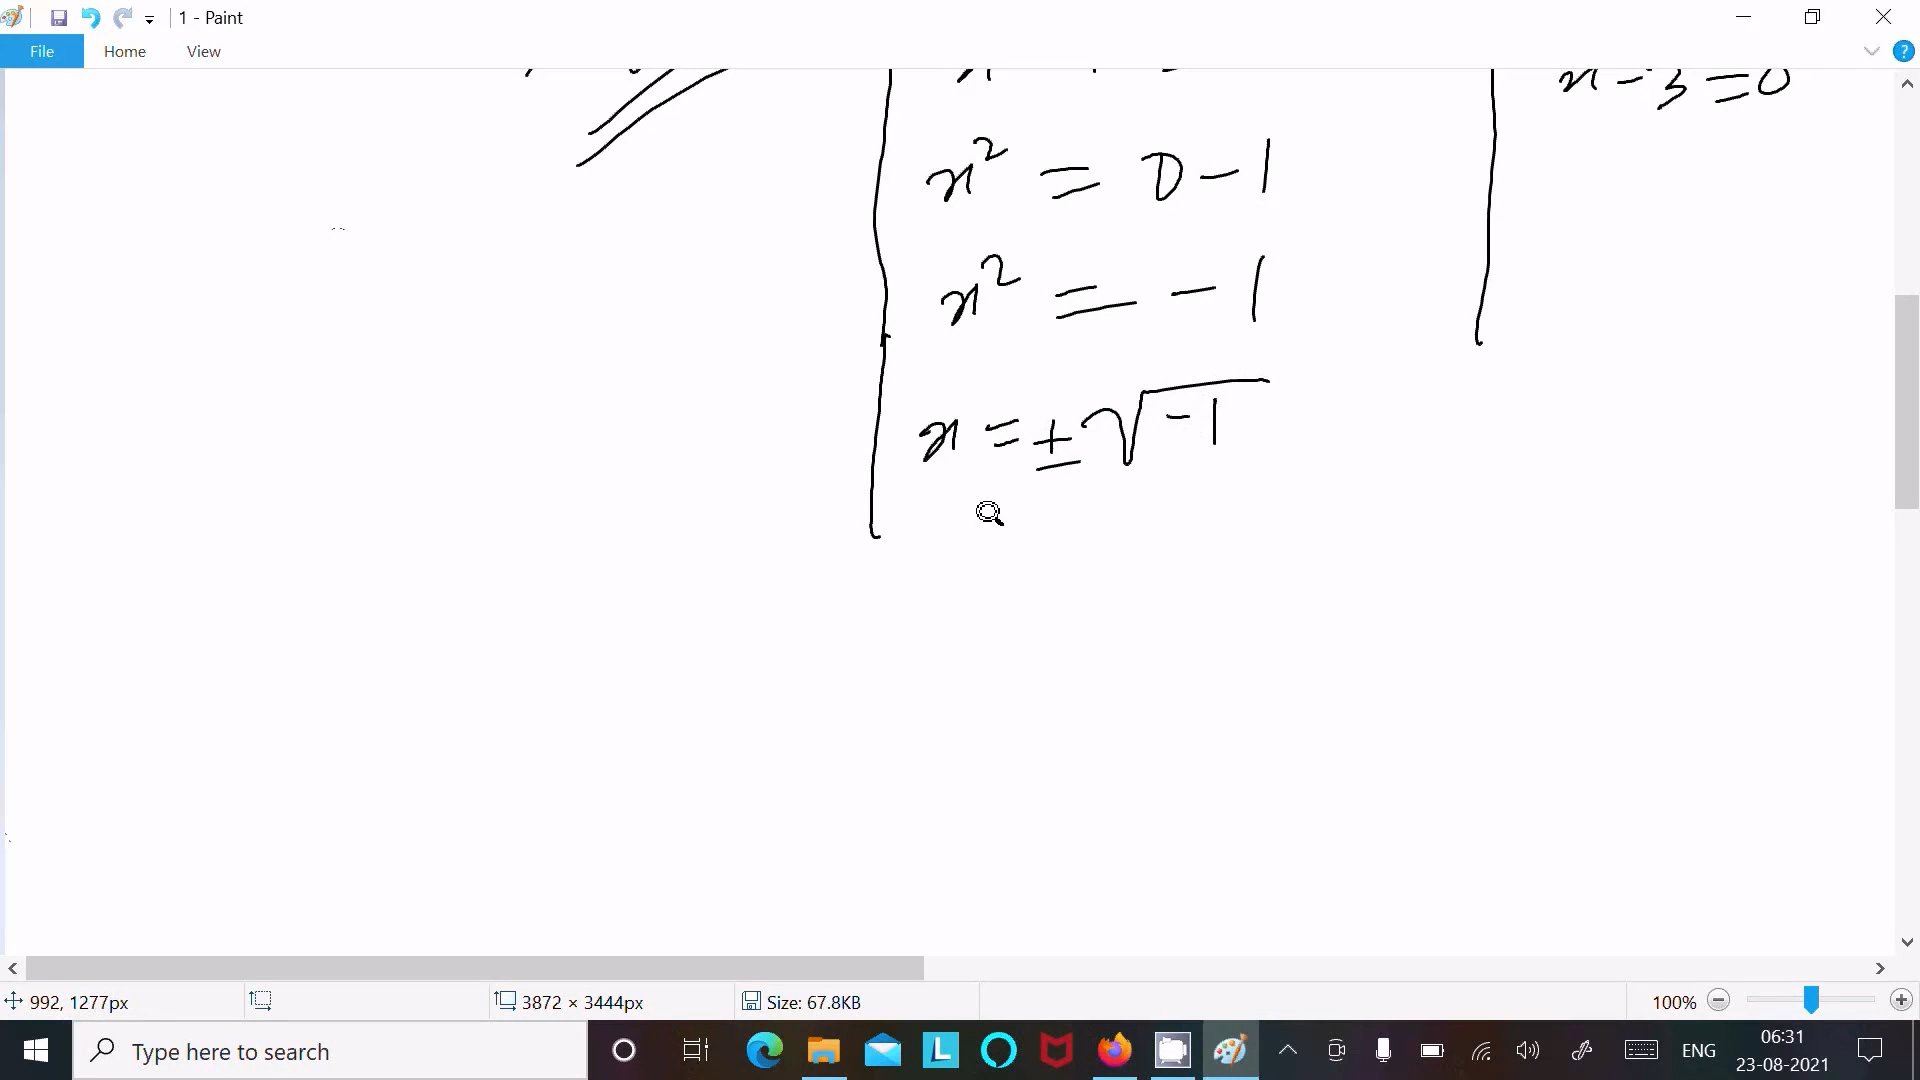 1 - Paint
File Home View
x - 3 = 0
x² = 0 - 1
x² = - 1
x = ± √-1
992, 1277px 3872 × 3444px Size: 67.8KB 100%
Type here to search
ENG 06:31
23-08-2021